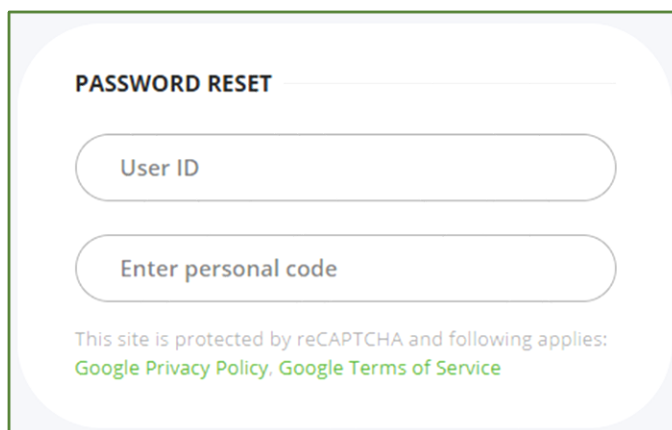 PASSWORD RESET
User ID
Enter personal code
This site is protected by reCAPTCHA and following applies:
Google Privacy Policy, Google Terms of Service